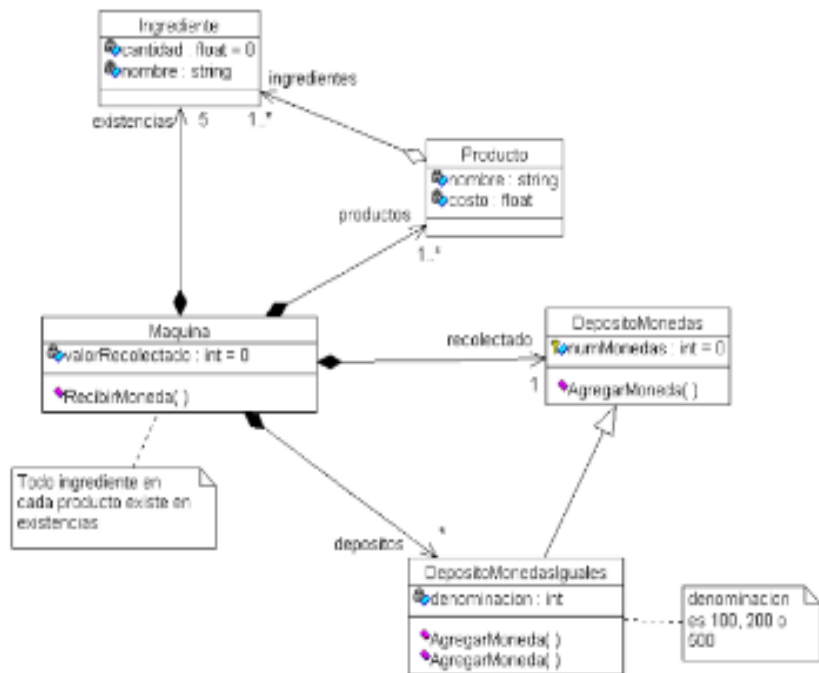 Ingrediente
cantidad : float = 0
nombre : string
ingredientes
existencias
5
1..*
Producto
nombre : string
costo : float
productos
1..*
Maquina
valorRecolectado : int = 0
RecibirMoneda( )
recolectado
1
DepositoMonedas
numMonedas : int = 0
AgregarMoneda( )
Todo ingrediente en
cada producto existe en
existencias
depositos
*
DepositoMonedasIguales
denominacion : int
AgregarMoneda( )
AgregarMoneda( )
denominacion
es 100, 200 o
500